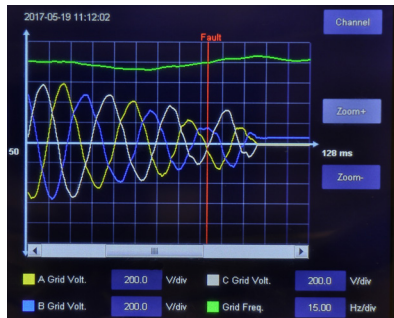 2017-05-19 11:12:02
Channel
Fault
Zoom+
50
128 ms
Zoom-
A Grid Volt. 200.0 V/div
C Grid Volt. 200.0 V/div
B Grid Volt. 200.0 V/div
Grid Freq. 15.00 Hz/div